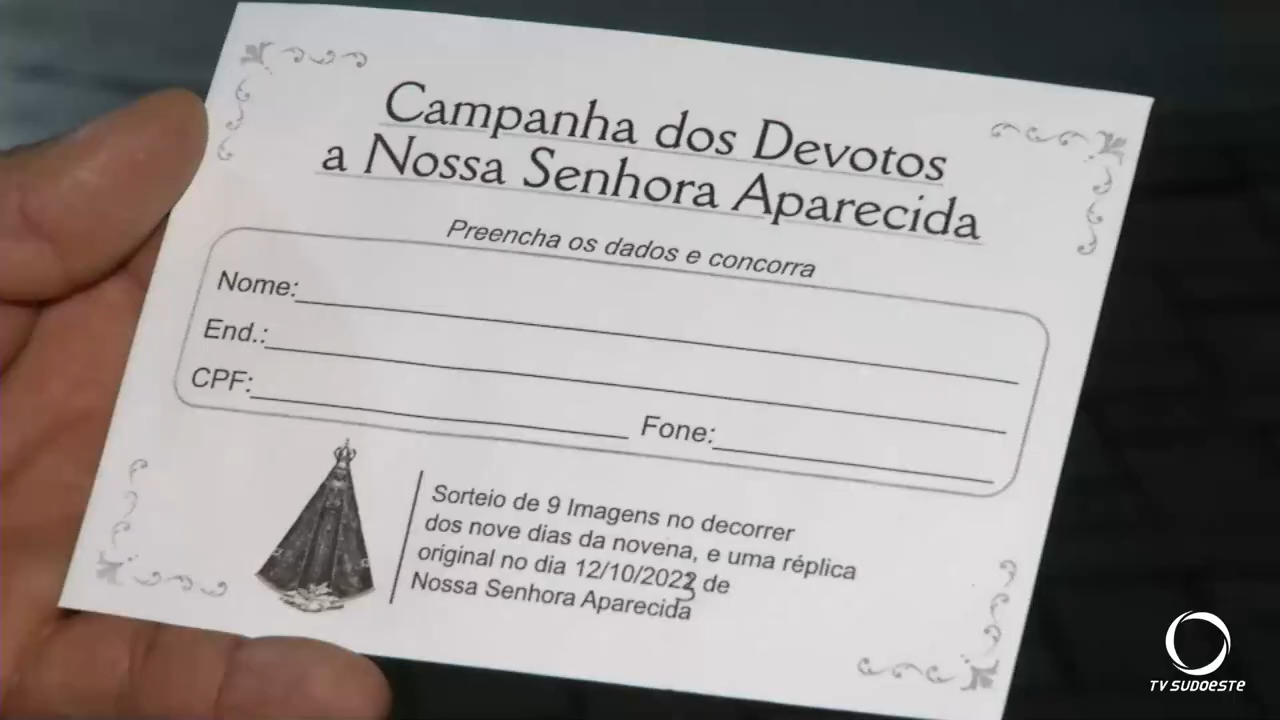 Campanha dos Devotos
a Nossa Senhora Aparecida
Preencha os dados e concorra
Nome:
End.:
CPF:
Fone:
Sorteio de 9 Imagens no decorrer
dos nove dias da novena, e uma réplica
original no dia 12/10/2023 de
Nossa Senhora Aparecida
TV SUDOESTE